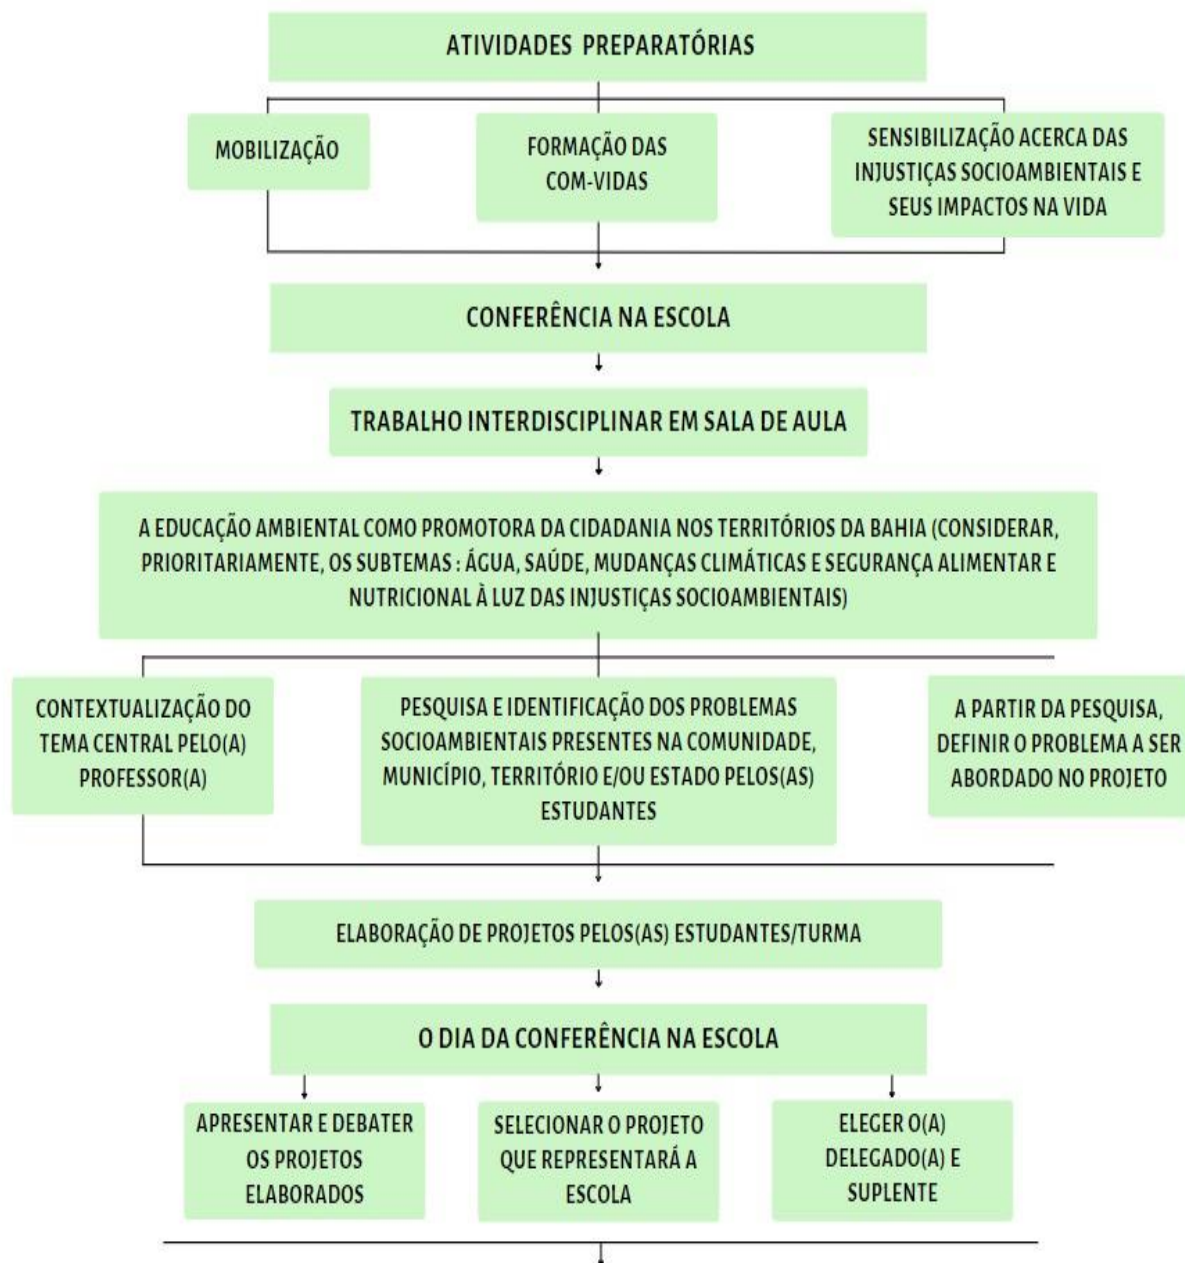 ATIVIDADES PREPARATÓRIAS
MOBILIZAÇÃO
FORMAÇÃO DAS
COM-VIDAS
SENSIBILIZAÇÃO ACERCA DAS
INJUSTIÇAS SOCIOAMBIENTAIS E
SEUS IMPACTOS NA VIDA
CONFERÊNCIA NA ESCOLA
TRABALHO INTERDISCIPLINAR EM SALA DE AULA
A EDUCAÇÃO AMBIENTAL COMO PROMOTORA DA CIDADANIA NOS TERRITÓRIOS DA BAHIA (CONSIDERAR,
PRIORITARIAMENTE, OS SUBTEMAS : ÁGUA, SAÚDE, MUDANÇAS CLIMÁTICAS E SEGURANÇA ALIMENTAR E
NUTRICIONAL À LUZ DAS INJUSTIÇAS SOCIOAMBIENTAIS)
CONTEXTUALIZAÇÃO DO
TEMA CENTRAL PELO(A)
PROFESSOR(A)
PESQUISA E IDENTIFICAÇÃO DOS PROBLEMAS
SOCIOAMBIENTAIS PRESENTES NA COMUNIDADE,
MUNICÍPIO, TERRITÓRIO E/OU ESTADO PELOS(AS)
ESTUDANTES
A PARTIR DA PESQUISA,
DEFINIR O PROBLEMA A SER
ABORDADO NO PROJETO
ELABORAÇÃO DE PROJETOS PELOS(AS) ESTUDANTES/TURMA
O DIA DA CONFERÊNCIA NA ESCOLA
APRESENTAR E DEBATER
OS PROJETOS
ELABORADOS
SELECIONAR O PROJETO
QUE REPRESENTARÁ A
ESCOLA
ELEGER O(A)
DELEGADO(A) E
SUPLENTE